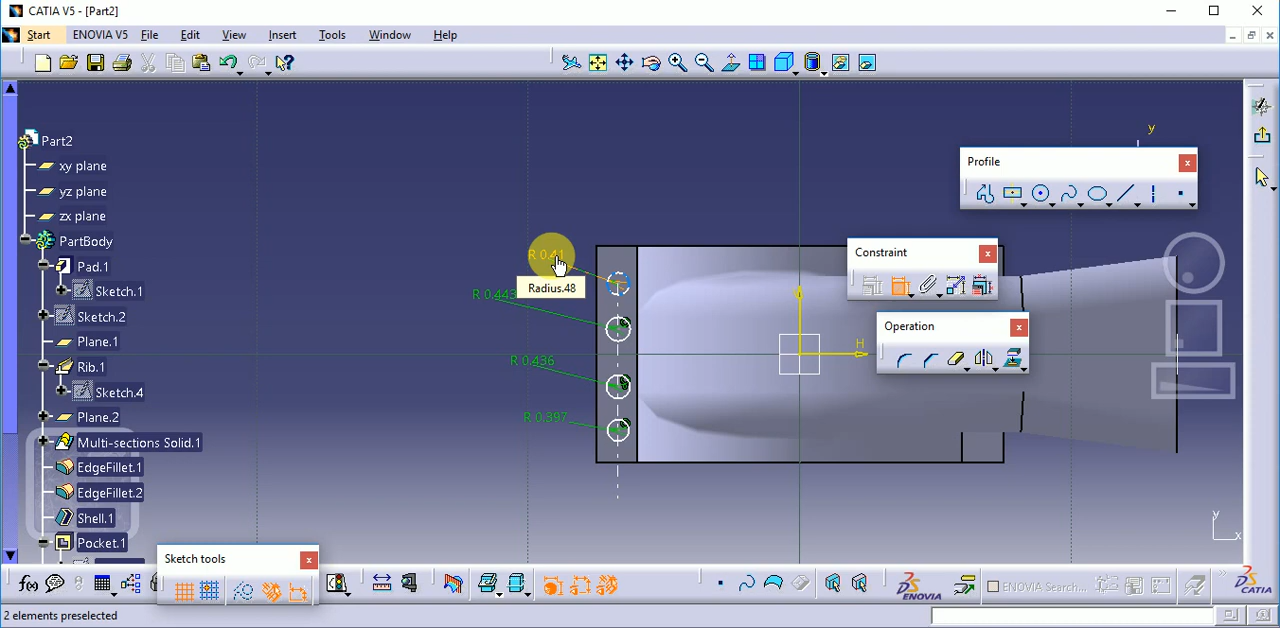 CATIA V5 - [Part2]
Start ENOVIA V5 File Edit View Insert Tools Window Help
Part2
xy plane
yz plane
zx plane
PartBody
Pad.1
Sketch.1
Sketch.2
Plane.1
Rib.1
Sketch.4
Plane.2
Multi-sections Solid.1
EdgeFillet.1
EdgeFillet.2
Shell.1
Pocket.1
R 0.41
Radius.48
R 0.443
R 0.436
R 0.397
H
y
Profile
Constraint
Operation
y
x
Sketch tools
f(x)
ENOVIA
ENOVIA Search...
CATIA
2 elements preselected